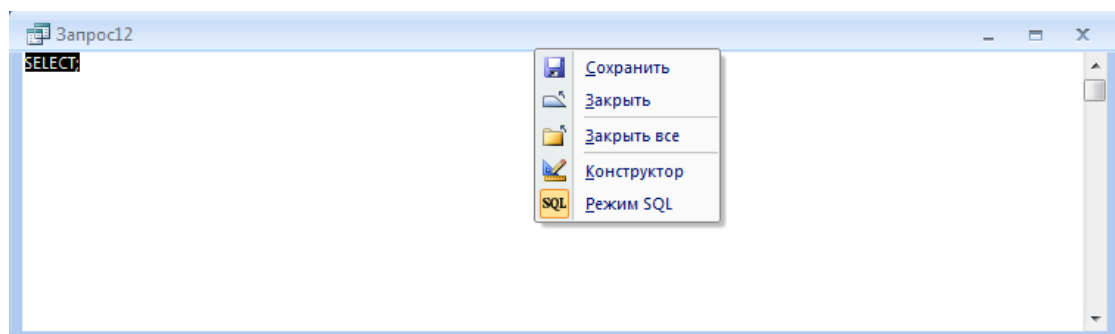 Запрос12
SELECT;
Сохранить
Закрыть
Закрыть все
Конструктор
SQL Режим SQL